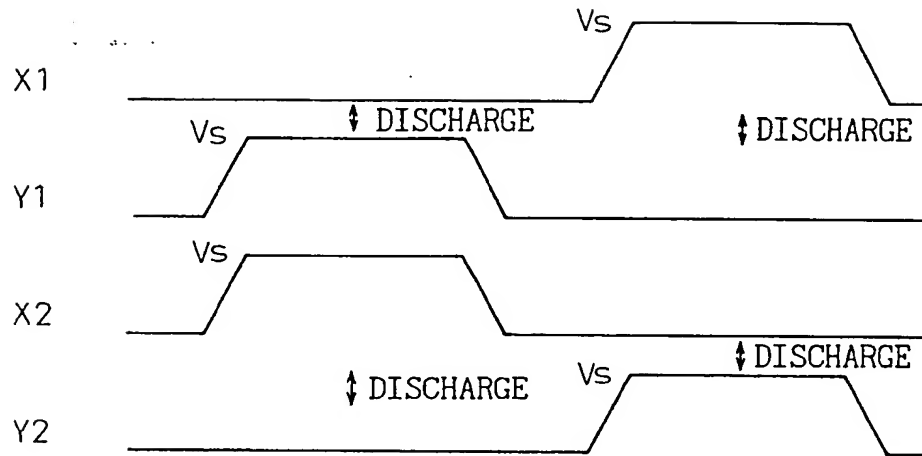 Vs
X1
DISCHARGE
DISCHARGE
Vs
Y1
Vs
X2
DISCHARGE
DISCHARGE
Vs
Y2